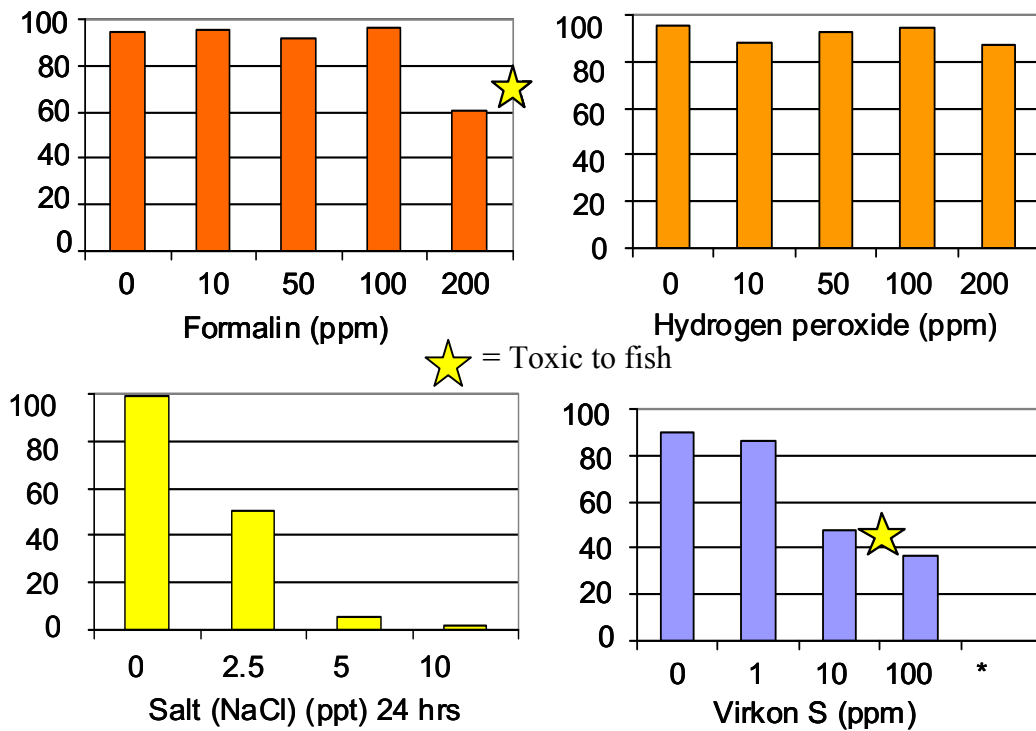 100
80
60
40
20
0
0 10 50 100 200
Formalin (ppm)
100
80
60
40
20
0
0 10 50 100 200
Hydrogen peroxide (ppm)
= Toxic to fish
100
80
60
40
20
0
0 2.5 5 10
Salt (NaCl) (ppt) 24 hrs
100
80
60
40
20
0
0 1 10 100 *
Virkon S (ppm)